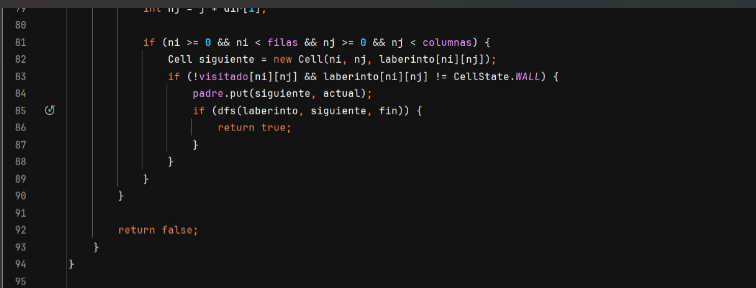 79 int nj = j + dir[1];
80
81 if (ni >= 0 && ni < filas && nj >= 0 && nj < columnas) {
82 Cell siguiente = new Cell(ni, nj, laberinto[ni][nj]);
83 if (!visitado[ni][nj] && laberinto[ni][nj] != CellState.WALL) {
84 padre.put(siguiente, actual);
85 if (dfs(laberinto, siguiente, fin)) {
86 return true;
87 }
88 }
89 }
90 }
91
92 return false;
93 }
94 }
95